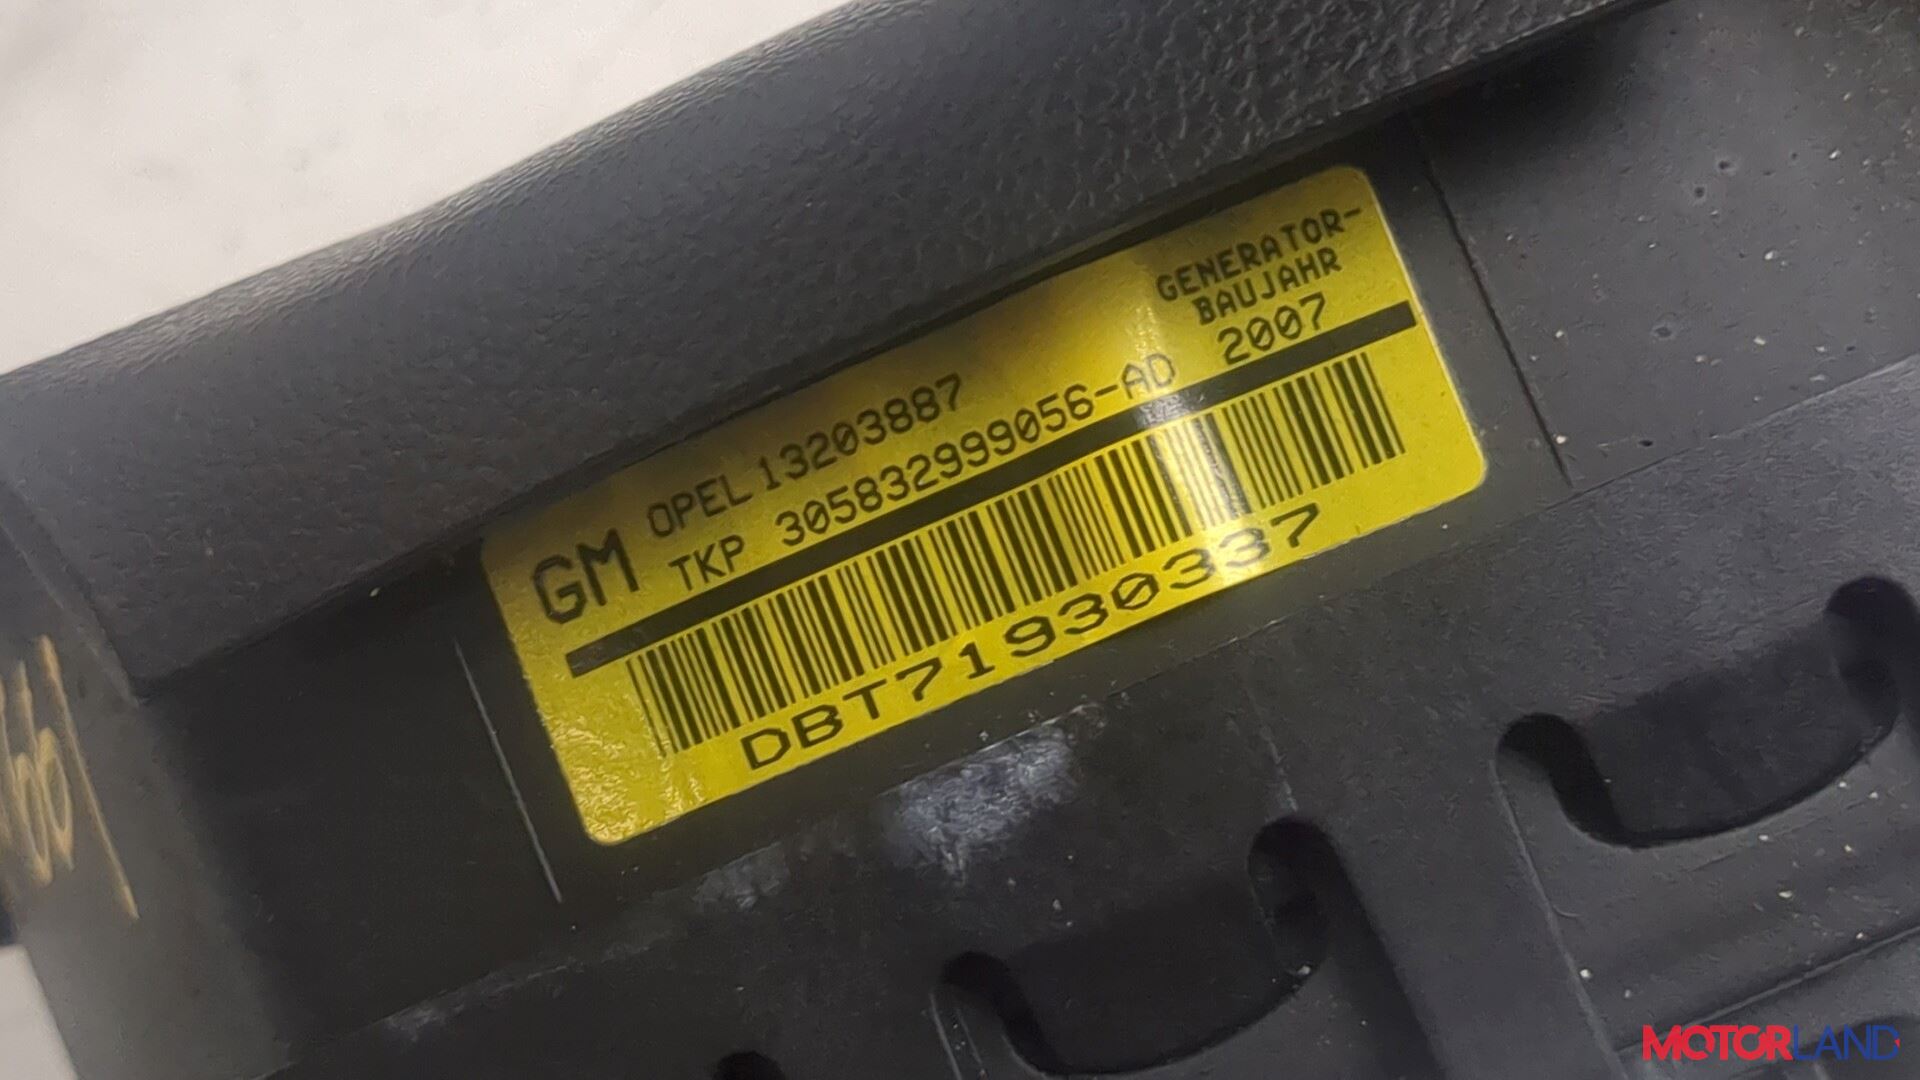 GENERATOR-
BAUJAHR
2007
OPEL 13203887
GM TKP 305832999056-AD
DBT71930337
MOTORLAND